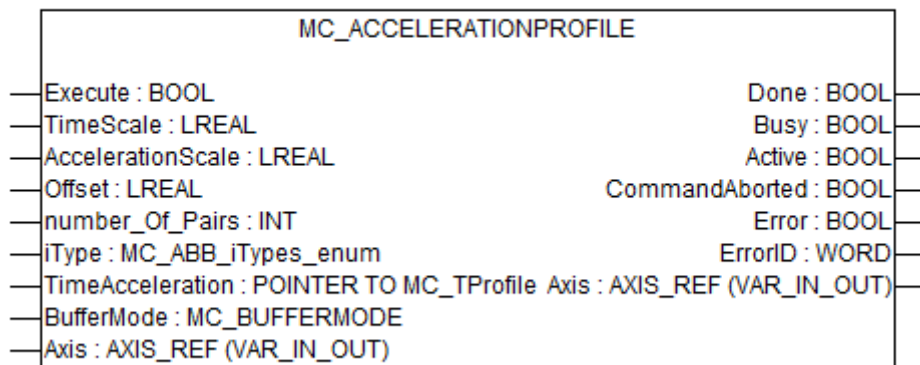 MC_ACCELERATIONPROFILE
Execute : BOOL Done : BOOL
TimeScale : LREAL Busy : BOOL
AccelerationScale : LREAL Active : BOOL
Offset : LREAL CommandAborted : BOOL
number_Of_Pairs : INT Error : BOOL
iType : MC_ABB_iTypes_enum ErrorID : WORD
TimeAcceleration : POINTER TO MC_TProfile Axis : AXIS_REF (VAR_IN_OUT)
BufferMode : MC_BUFFERMODE
Axis : AXIS_REF (VAR_IN_OUT)